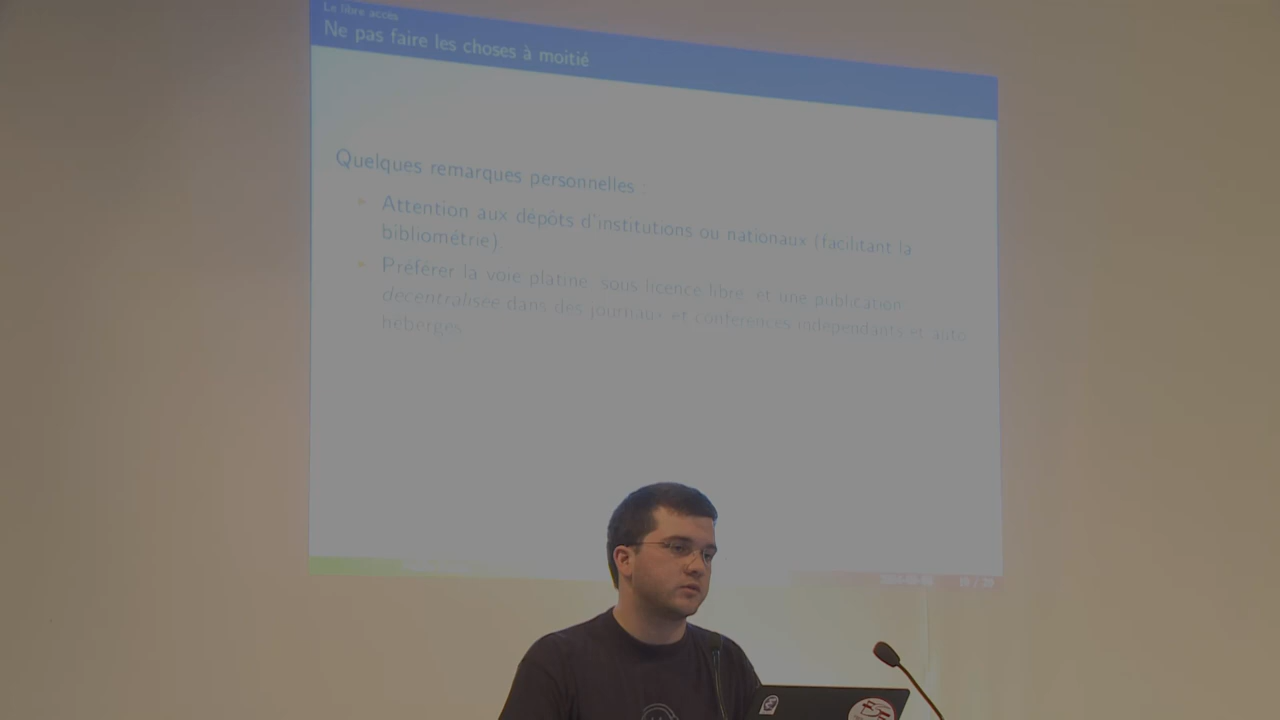 Le libre accès
Ne pas faire les choses à moitié
Quelques remarques personnelles :
Attention aux dépôts d'institutions ou nationaux (facilitant la
bibliométrie).
Préférer la voie platine, sous licence libre, et une publication
décentralisée dans des journaux et conférences indépendants et auto-
hébergés.